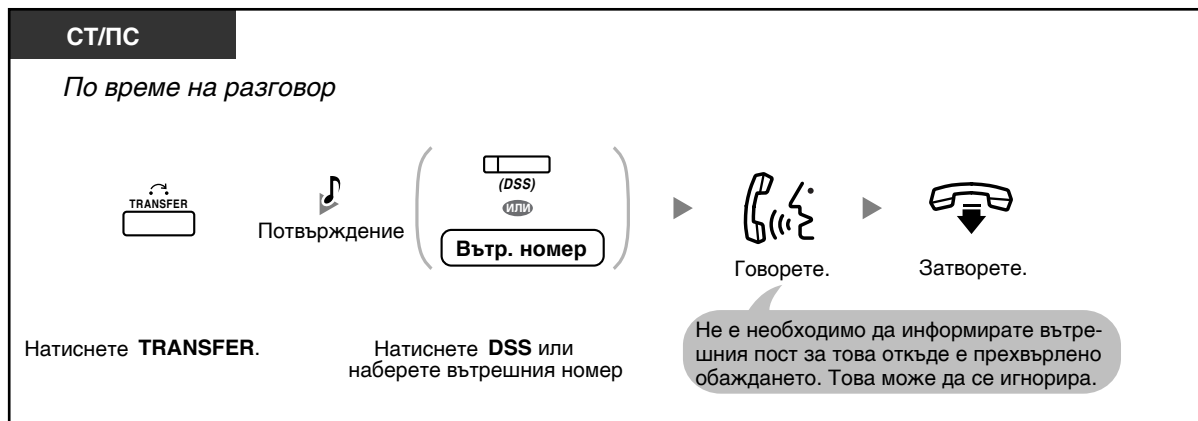 СТ/ПС
По време на разговор
TRANSFER
Потвърждение
(DSS)
ИЛИ
Вътр. номер
Говорете.
Затворете.
Натиснете TRANSFER.
Натиснете DSS или
наберете вътрешния номер
Не е необходимо да информирате вътре-
шния пост за това откъде е прехвърлено
обаждането. Това може да се игнорира.